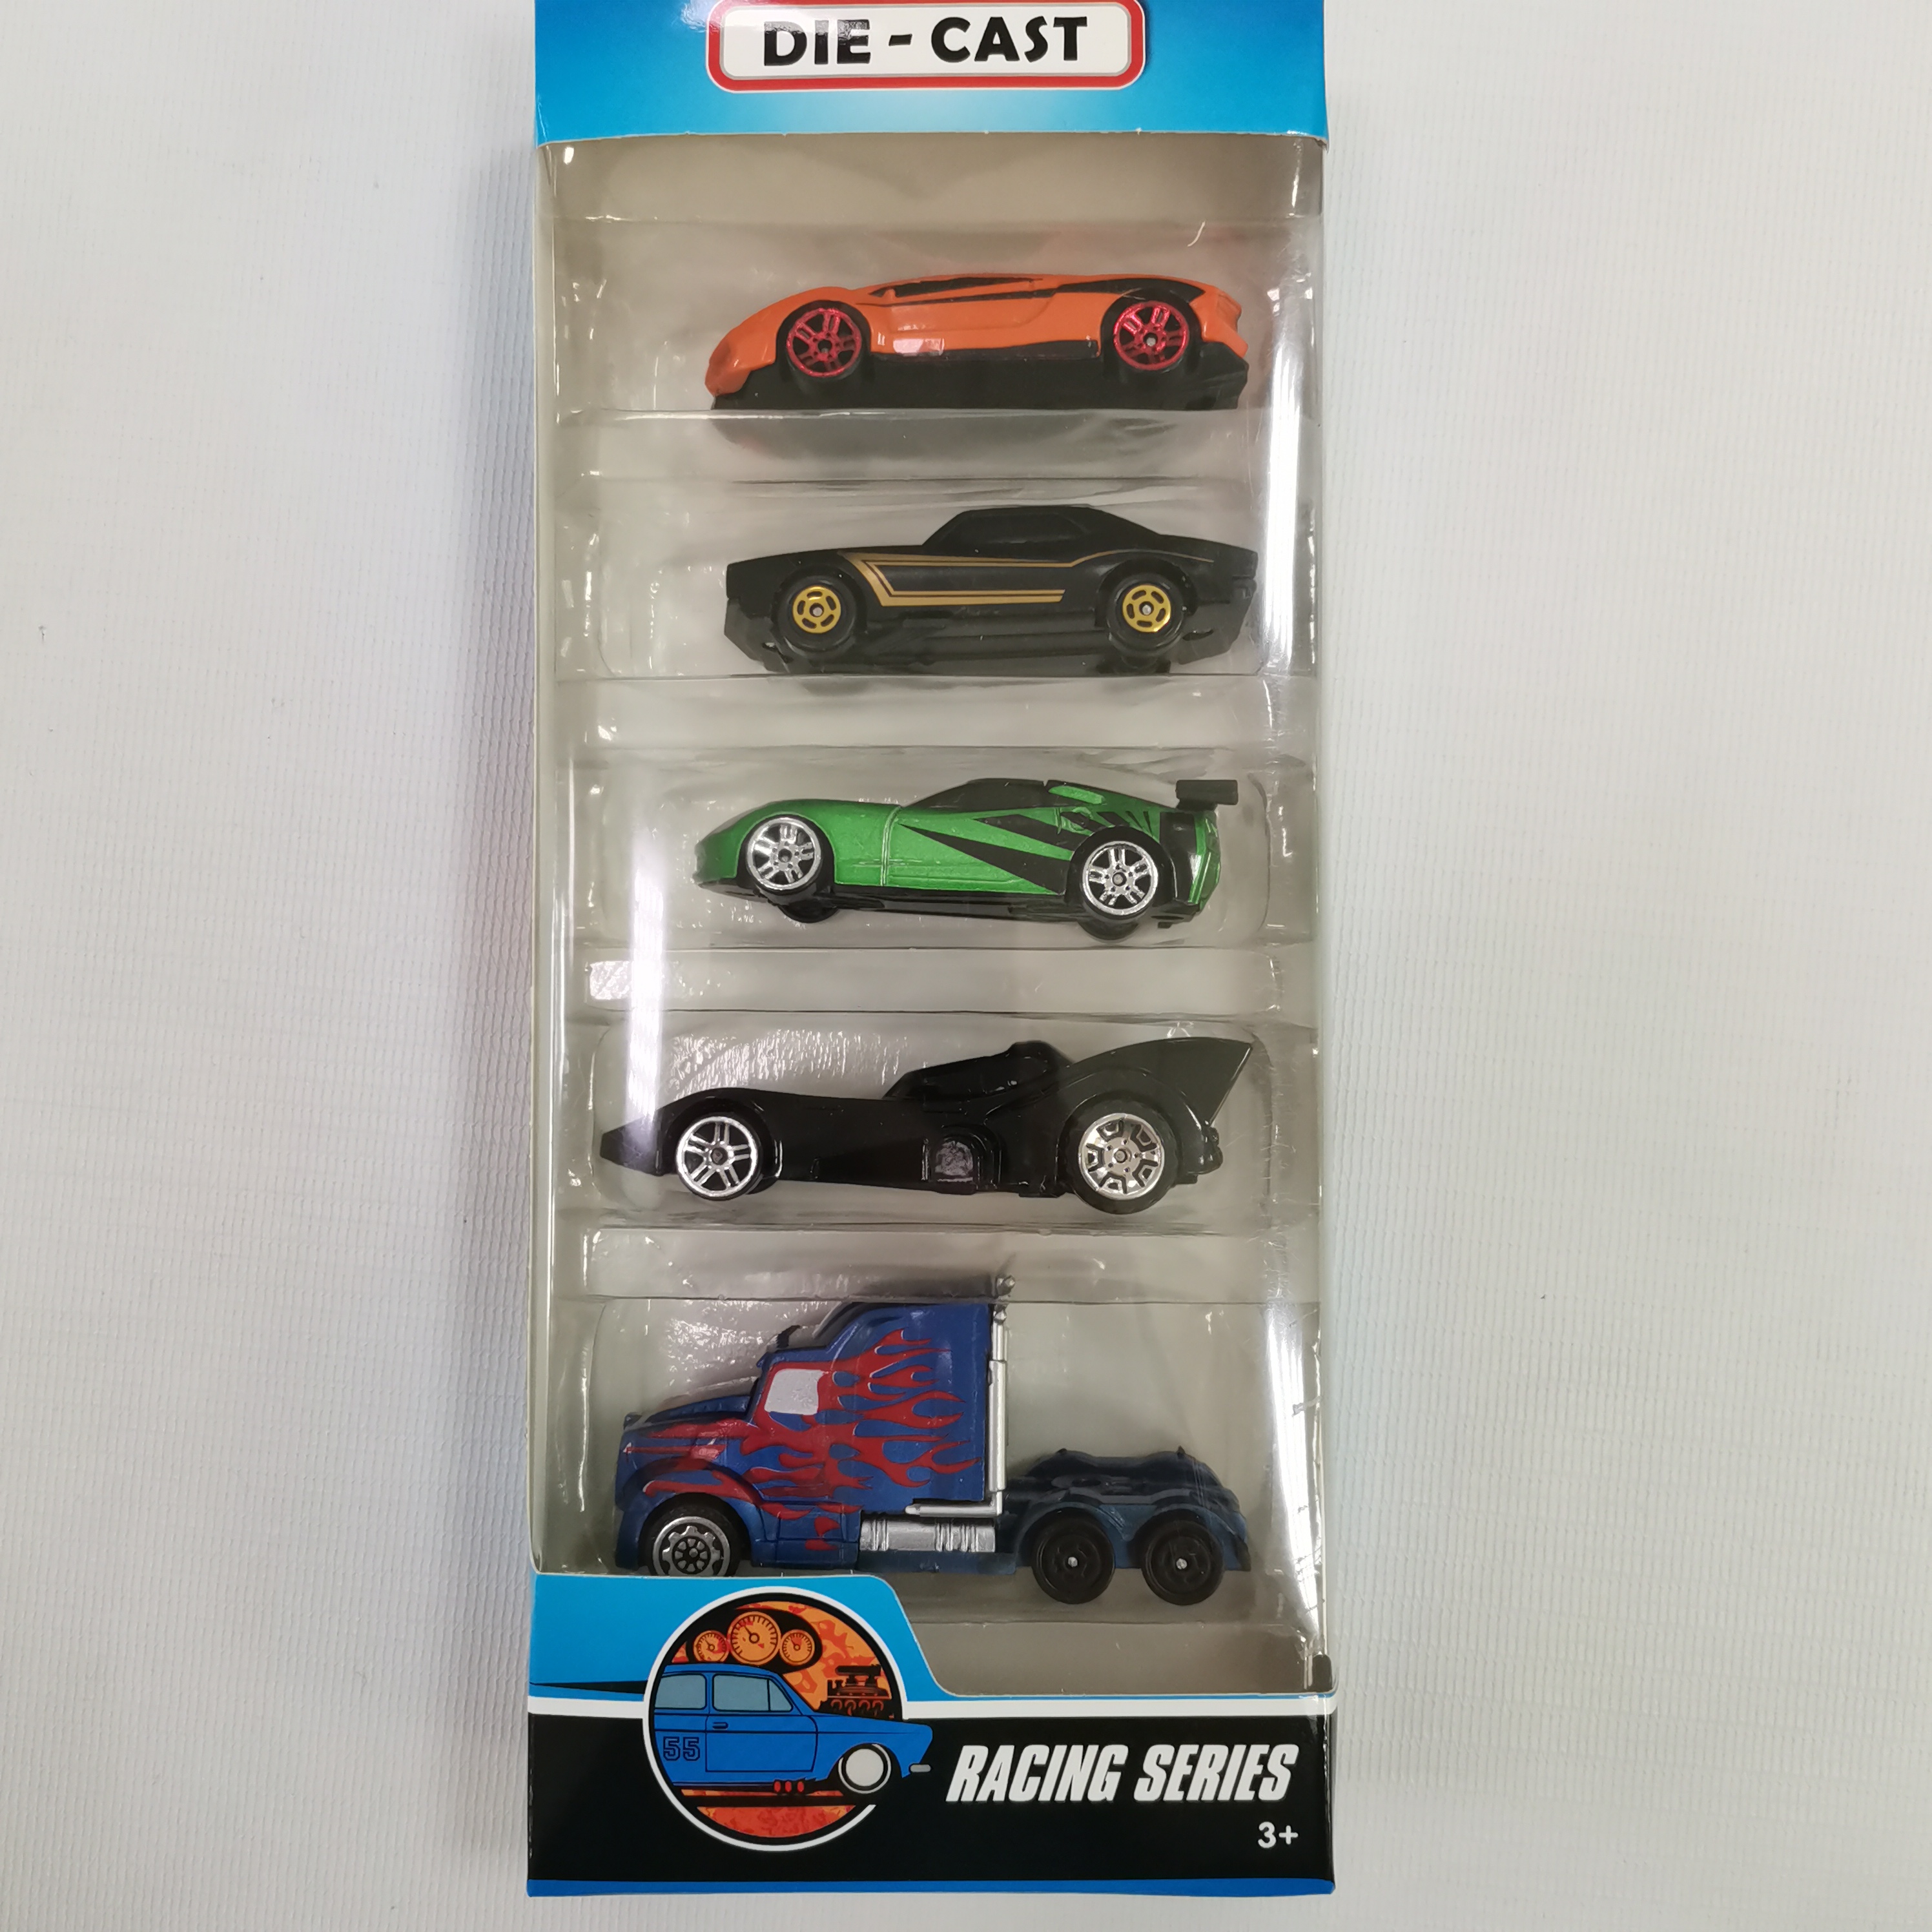 DIE - CAST
55
RACING SERIES
3+